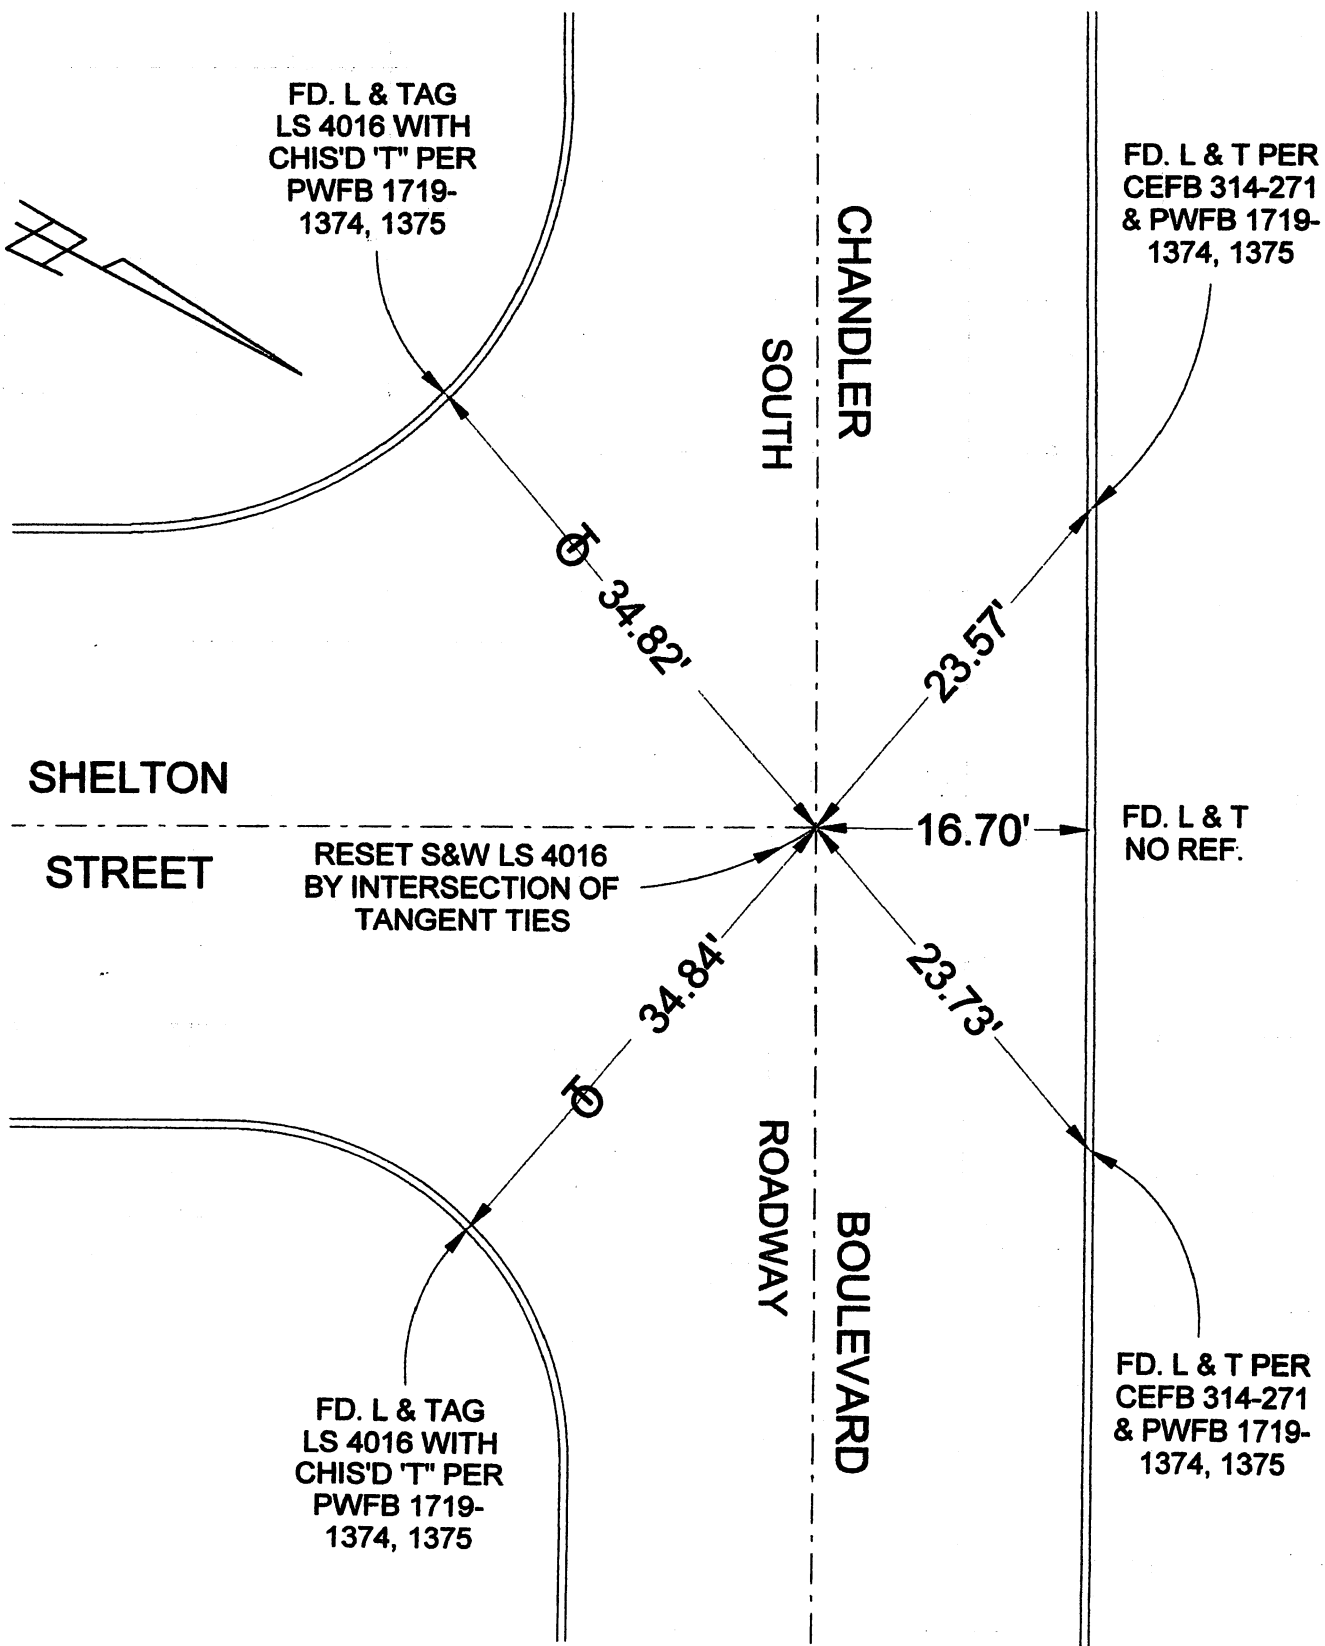 FD. L & TAG
LS 4016 WITH
CHIS'D 'T" PER
PWFB 1719-
1374, 1375
FD. L & T PER
CEFB 314-271
& PWFB 1719-
1374, 1375
CHANDLER
SOUTH
34.82'
23.57'
SHELTON
STREET
16.70'
FD. L & T
NO REF.
RESET S&W LS 4016
BY INTERSECTION OF
TANGENT TIES
34.84'
23.73'
ROADWAY
BOULEVARD
FD. L & TAG
LS 4016 WITH
CHIS'D 'T" PER
PWFB 1719-
1374, 1375
FD. L & T PER
CEFB 314-271
& PWFB 1719-
1374, 1375